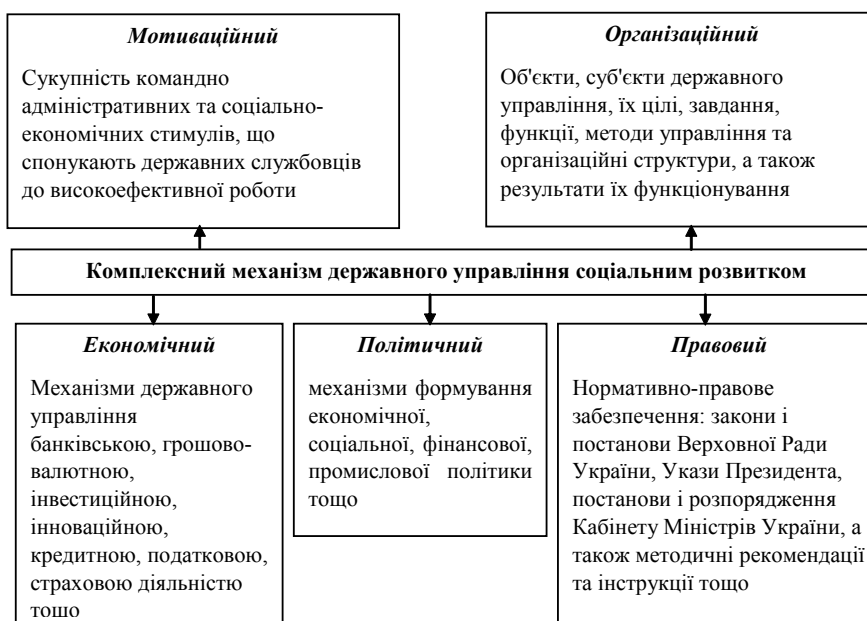 Мотиваційний
Сукупність командно
адміністративних та соціально-
економічних стимулів, що
спонукають державних службовців
до високоефективної роботи
Організаційний
Об'єкти, суб'єкти державного
управління, їх цілі, завдання,
функції, методи управління та
організаційні структури, а також
результати їх функціонування
Комплексний механізм державного управління соціальним розвитком
Економічний
Механізми державного
управління
банківською, грошово-
валютною,
інвестиційною,
інноваційною,
кредитною, податковою,
страховою діяльністю
тощо
Політичний
механізми формування
економічної,
соціальної, фінансової,
промислової політики
тощо
Правовий
Нормативно-правове
забезпечення: закони і
постанови Верховної Ради
України, Укази Президента,
постанови і розпорядження
Кабінету Міністрів України, а
також методичні рекомендації
та інструкції тощо